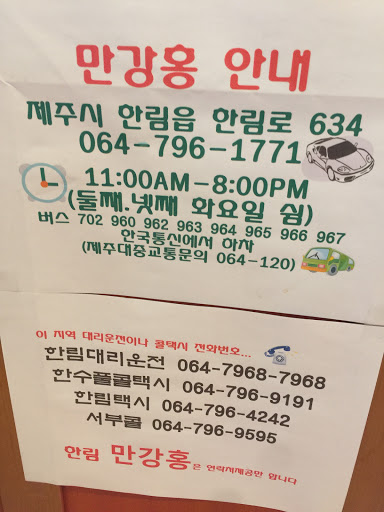 만강홍 안내
제주시 한림읍 한림로 634
064-796-1771
11:00AM-8:00PM
(둘째.넷째 화요일 쉼)
버스 702 960 962 963 964 965 966 967
한국통신에서 하차
(제주대중교통문의 064-120)
이 지역 대리운전이나 콜택시 전화번호...
한림대리운전 064-7968-7968
한수풀콜택시 064-796-9191
한림택시 064-796-4242
서부콜 064-796-9595
한림 만강홍은 연락처제공만 합니다